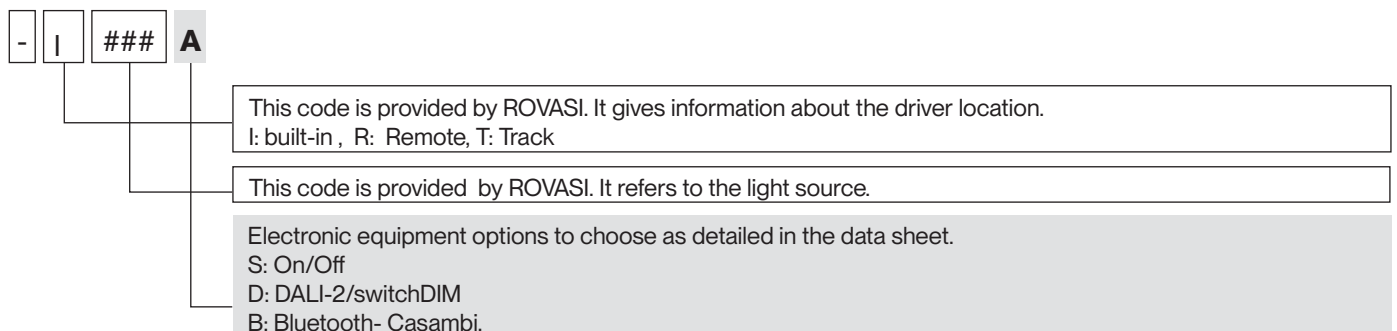 - I ### A
This code is provided by ROVASI. It gives information about the driver location.
I: built-in , R: Remote, T: Track
This code is provided by ROVASI. It refers to the light source.
Electronic equipment options to choose as detailed in the data sheet.
S: On/Off
D: DALI-2/switchDIM
B: Bluetooth- Casambi.